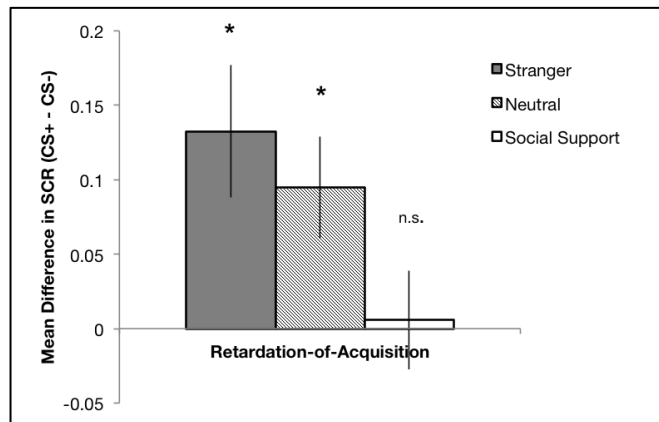 0.2
0.15
0.1
0.05
0
-0.05
Mean Difference in SCR (CS+ - CS-)
*
*
n.s.
Stranger
Neutral
Social Support
Retardation-of-Acquisition